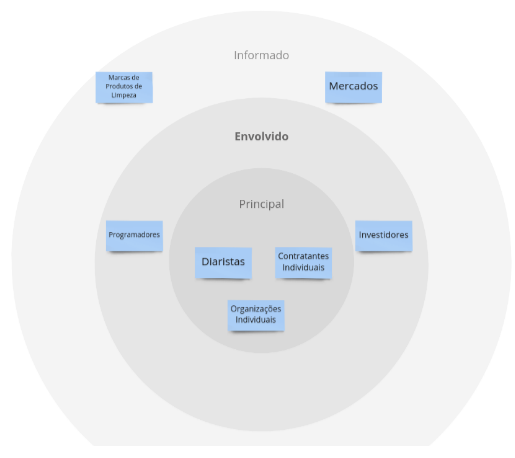 Informado
Marcas de
Produtos de
Limpeza
Mercados
Envolvido
Principal
Programadores
Investidores
Diaristas
Contratantes
Individuais
Organizações
Individuais